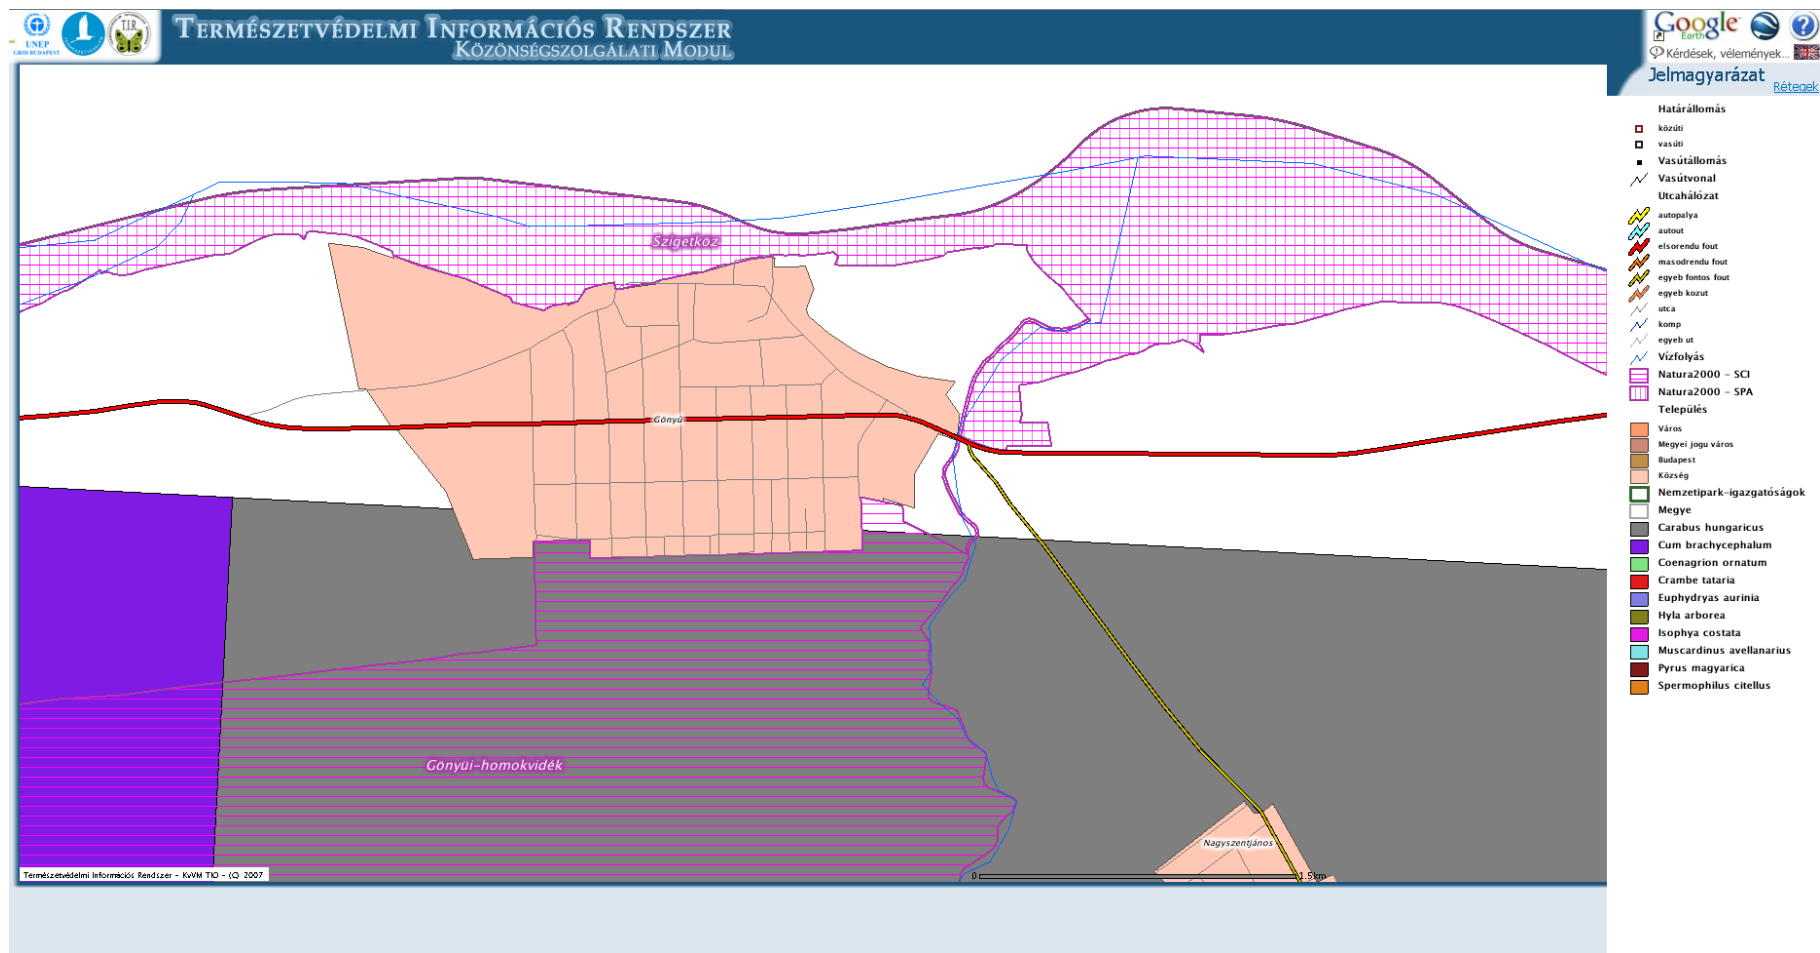 UNEP
GRID BUDAPEST
T.I.R.
TERMÉSZETVÉDELMI INFORMÁCIÓS RENDSZER
KÖZÖNSÉGSZOLGÁLATI MODUL
Google
Earth
?
Kérdések, vélemények...
Jelmagyarázat
Rétegek
Határállomás
közúti
vasúti
Vasútállomás
Vasútvonal
Utcahálózat
autopalya
autout
elsorendu fout
masodrendu fout
egyeb fontos fout
egyeb kozut
utca
komp
egyeb ut
Vízfolyás
Natura2000 - SCI
Natura2000 - SPA
Település
Város
Megyei jogu város
Budapest
Község
Nemzetipark-igazgatóságok
Megye
Carabus hungaricus
Cum brachycephalum
Coenagrion ornatum
Crambe tataria
Euphydryas aurinia
Hyla arborea
Isophya costata
Muscardinus avellanarius
Pyrus magyarica
Spermophilus citellus
Szigetköz
Gönyü
Gönyüi-homokvidék
Nagyszentjános
Természetvédelmi Információs Rendszer - KvVM TIO - (C) 2007
0
1.5km